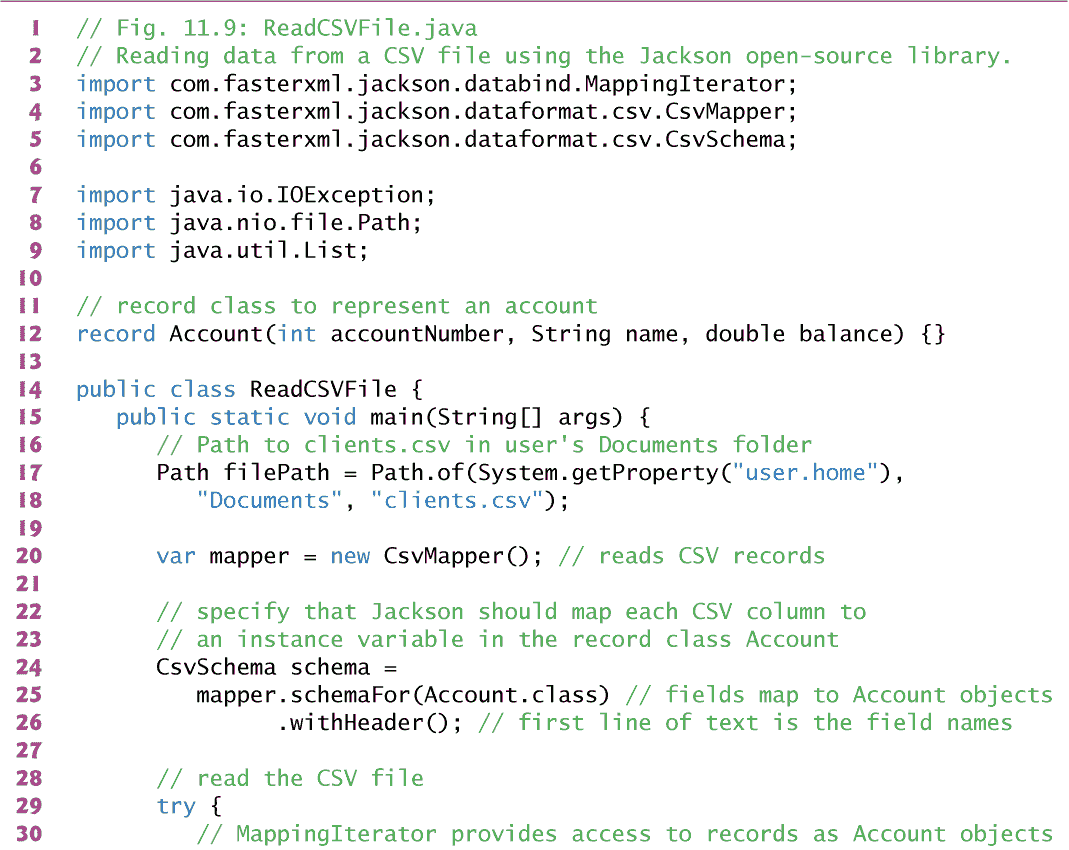 1 // Fig. 11.9: ReadCSVFile.java
2 // Reading data from a CSV file using the Jackson open-source library.
3 import com.fasterxml.jackson.databind.MappingIterator;
4 import com.fasterxml.jackson.dataformat.csv.CsvMapper;
5 import com.fasterxml.jackson.dataformat.csv.CsvSchema;
6
7 import java.io.IOException;
8 import java.nio.file.Path;
9 import java.util.List;
10
11 // record class to represent an account
12 record Account(int accountNumber, String name, double balance) {}
13
14 public class ReadCSVFile {
15    public static void main(String[] args) {
16       // Path to clients.csv in user's Documents folder
17       Path filePath = Path.of(System.getProperty("user.home"),
18          "Documents", "clients.csv");
19
20       var mapper = new CsvMapper(); // reads CSV records
21
22       // specify that Jackson should map each CSV column to
23       // an instance variable in the record class Account
24       CsvSchema schema =
25          mapper.schemaFor(Account.class) // fields map to Account objects
26                .withHeader(); // first line of text is the field names
27
28       // read the CSV file
29       try {
30          // MappingIterator provides access to records as Account objects